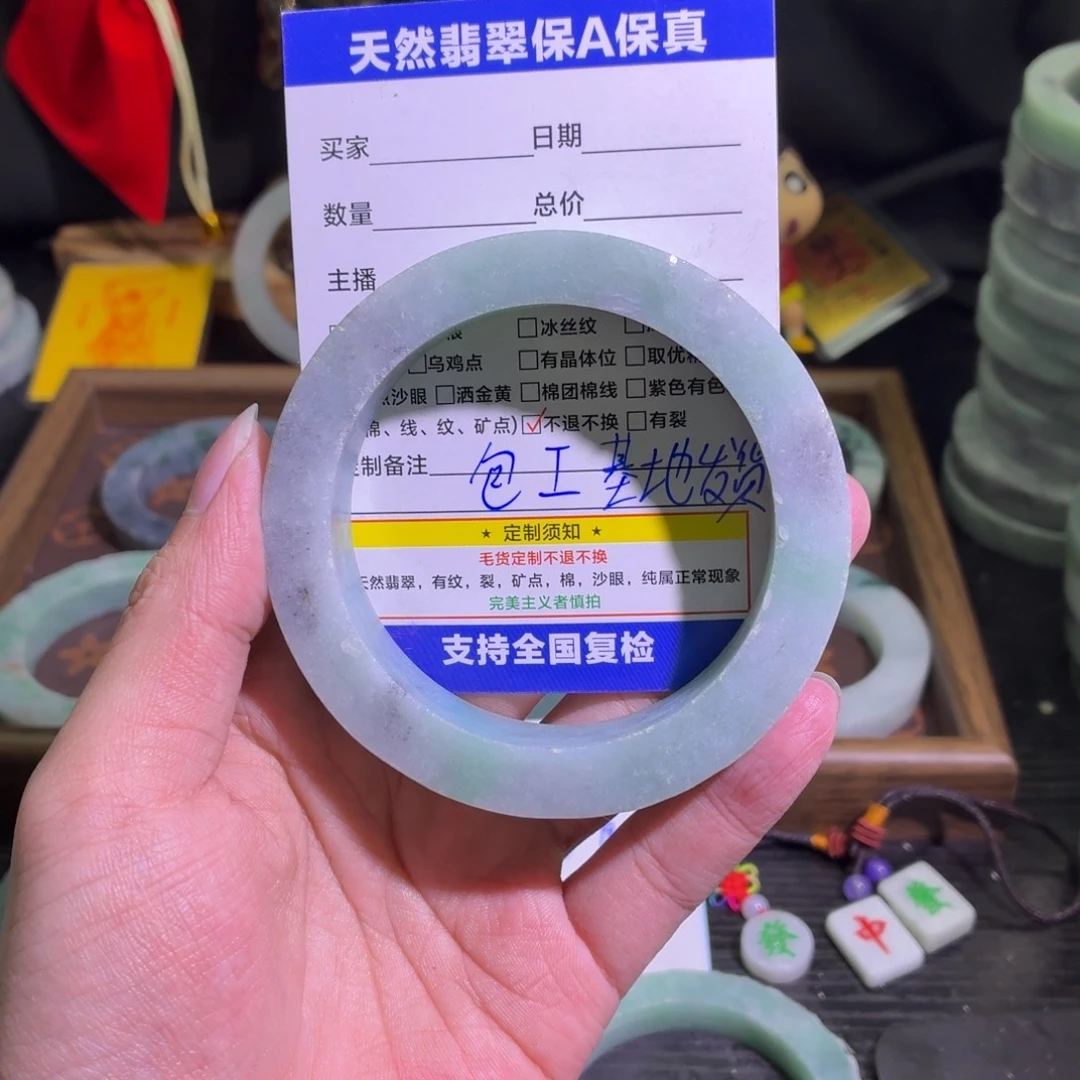 天然翡翠保A保真
买家 日期
数量 总价
主播
□冰丝纹 □
□乌鸡点 □有晶体位 □取优
沙眼 □洒金黄 □棉团棉线 □紫色有色
棉、线、纹、矿点) ☑不退不换 □有裂
制备注 包工 基地发货
★ 定制须知 ★
毛货定制不退不换
天然翡翠，有纹，裂，矿点，棉，沙眼，纯属正常现象
完美主义者慎拍
支持全国复检
發
中
發